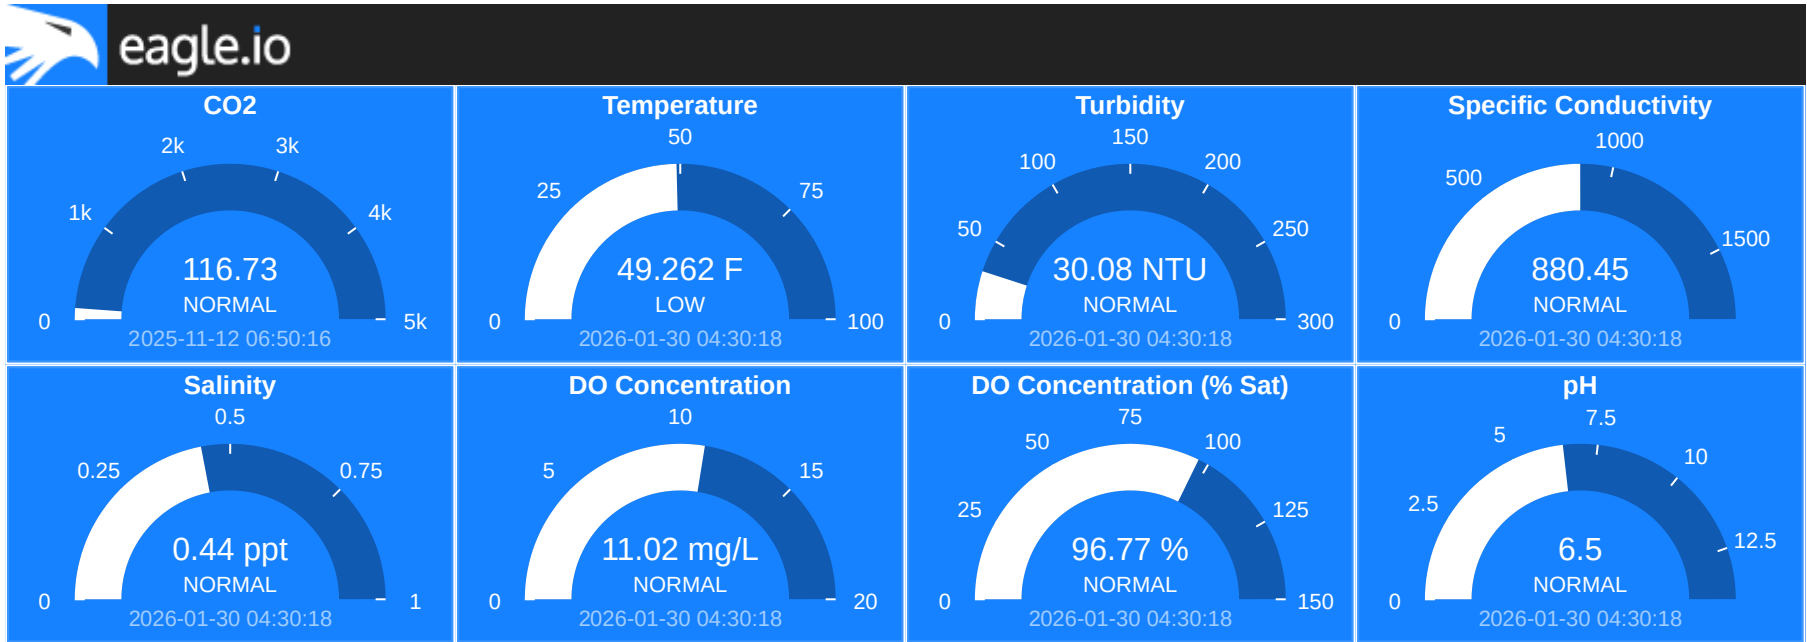 eagle.io
CO2
0
1k
2k
3k
4k
5k
116.73
NORMAL
2025-11-12 06:50:16
Temperature
0
25
50
75
100
49.262 F
LOW
2026-01-30 04:30:18
Turbidity
0
50
100
150
200
250
300
30.08 NTU
NORMAL
2026-01-30 04:30:18
Specific Conductivity
0
500
1000
1500
880.45
NORMAL
2026-01-30 04:30:18
Salinity
0
0.25
0.5
0.75
1
0.44 ppt
NORMAL
2026-01-30 04:30:18
DO Concentration
0
5
10
15
20
11.02 mg/L
NORMAL
2026-01-30 04:30:18
DO Concentration (% Sat)
0
25
50
75
100
125
150
96.77 %
NORMAL
2026-01-30 04:30:18
pH
0
2.5
5
7.5
10
12.5
6.5
NORMAL
2026-01-30 04:30:18